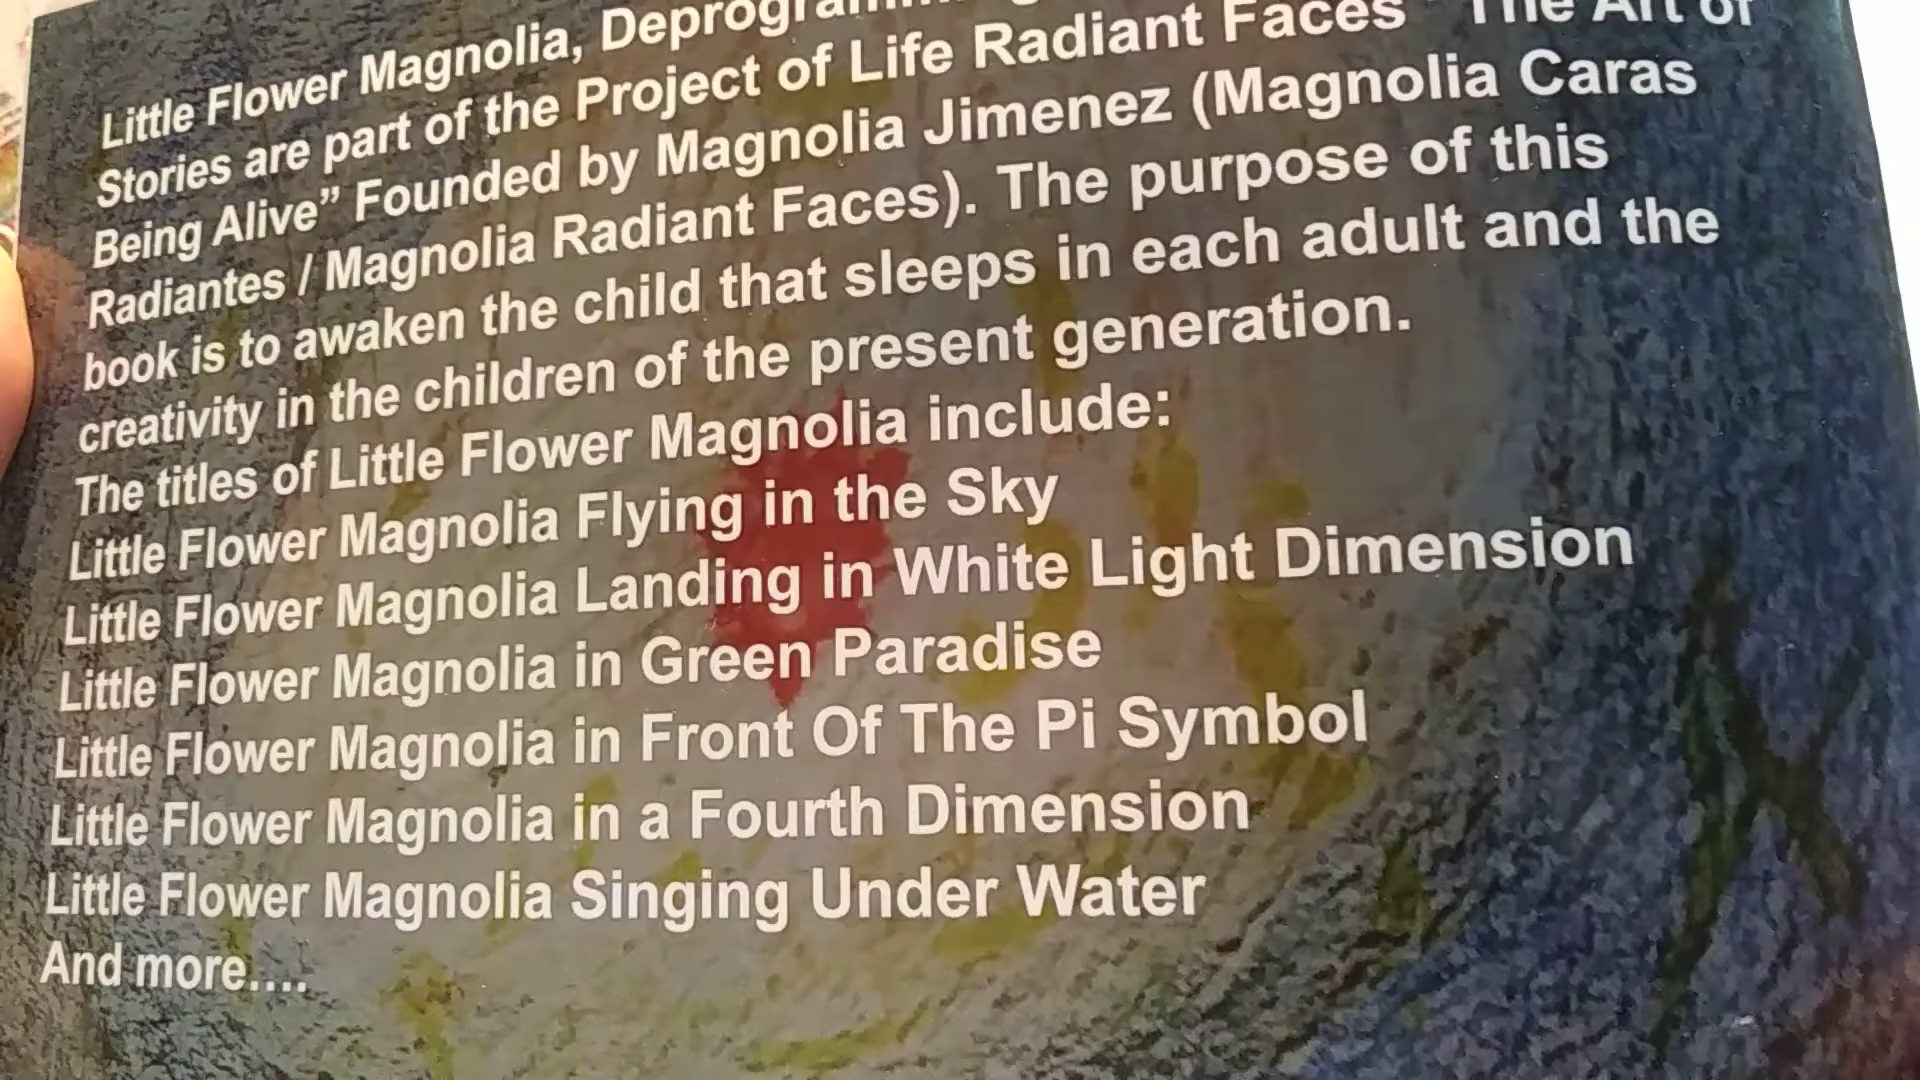 Little Flower Magnolia,
Stories are part of the Project of Life Radiant Faces The Art of
Being Alive” Founded by Magnolia Jimenez (Magnolia Caras
Radiantes / Magnolia Radiant Faces). The purpose of this
book is to awaken the child that sleeps in each adult and the
creativity in the children of the present generation.
The titles of Little Flower Magnolia include:
Little Flower Magnolia Flying in the Sky
Little Flower Magnolia Landing in White Light Dimension
Little Flower Magnolia in Green Paradise
Little Flower Magnolia in Front Of The Pi Symbol
Little Flower Magnolia in a Fourth Dimension
Little Flower Magnolia Singing Under Water
And more....